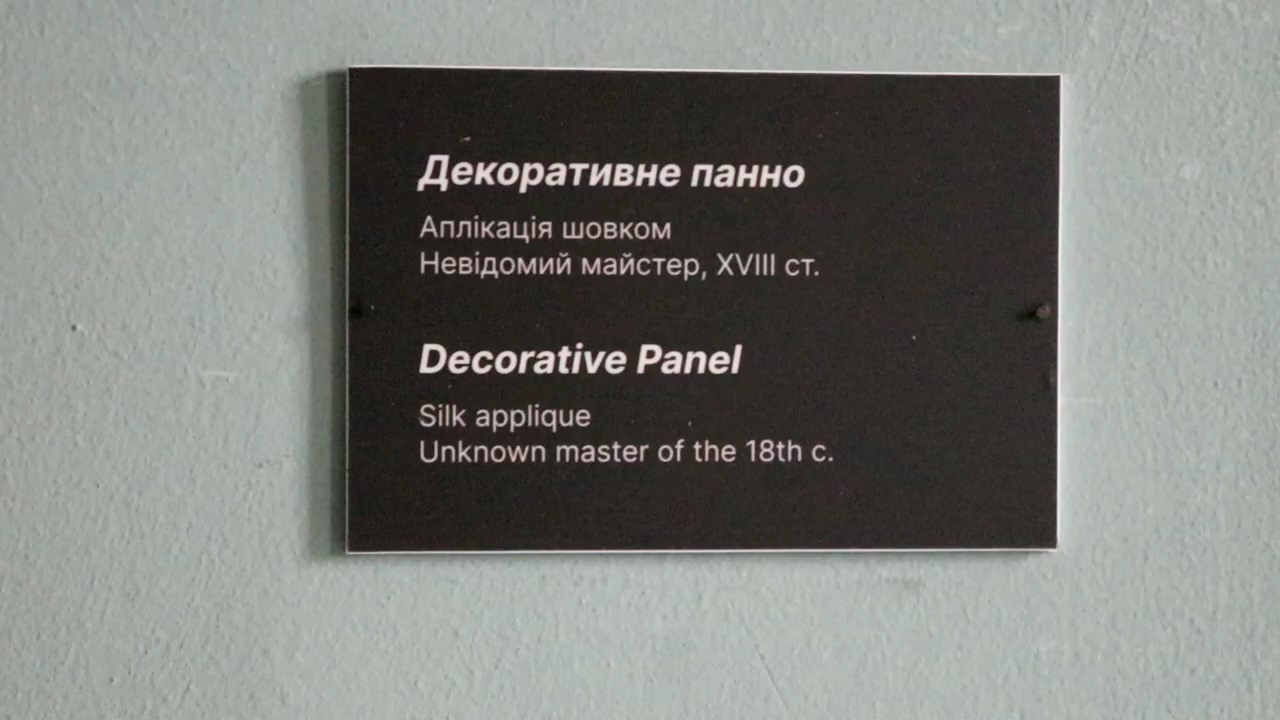 Декоративне панно
Аплікація шовком
Невідомий майстер, XVIII ст.
Decorative Panel
Silk applique
Unknown master of the 18th c.